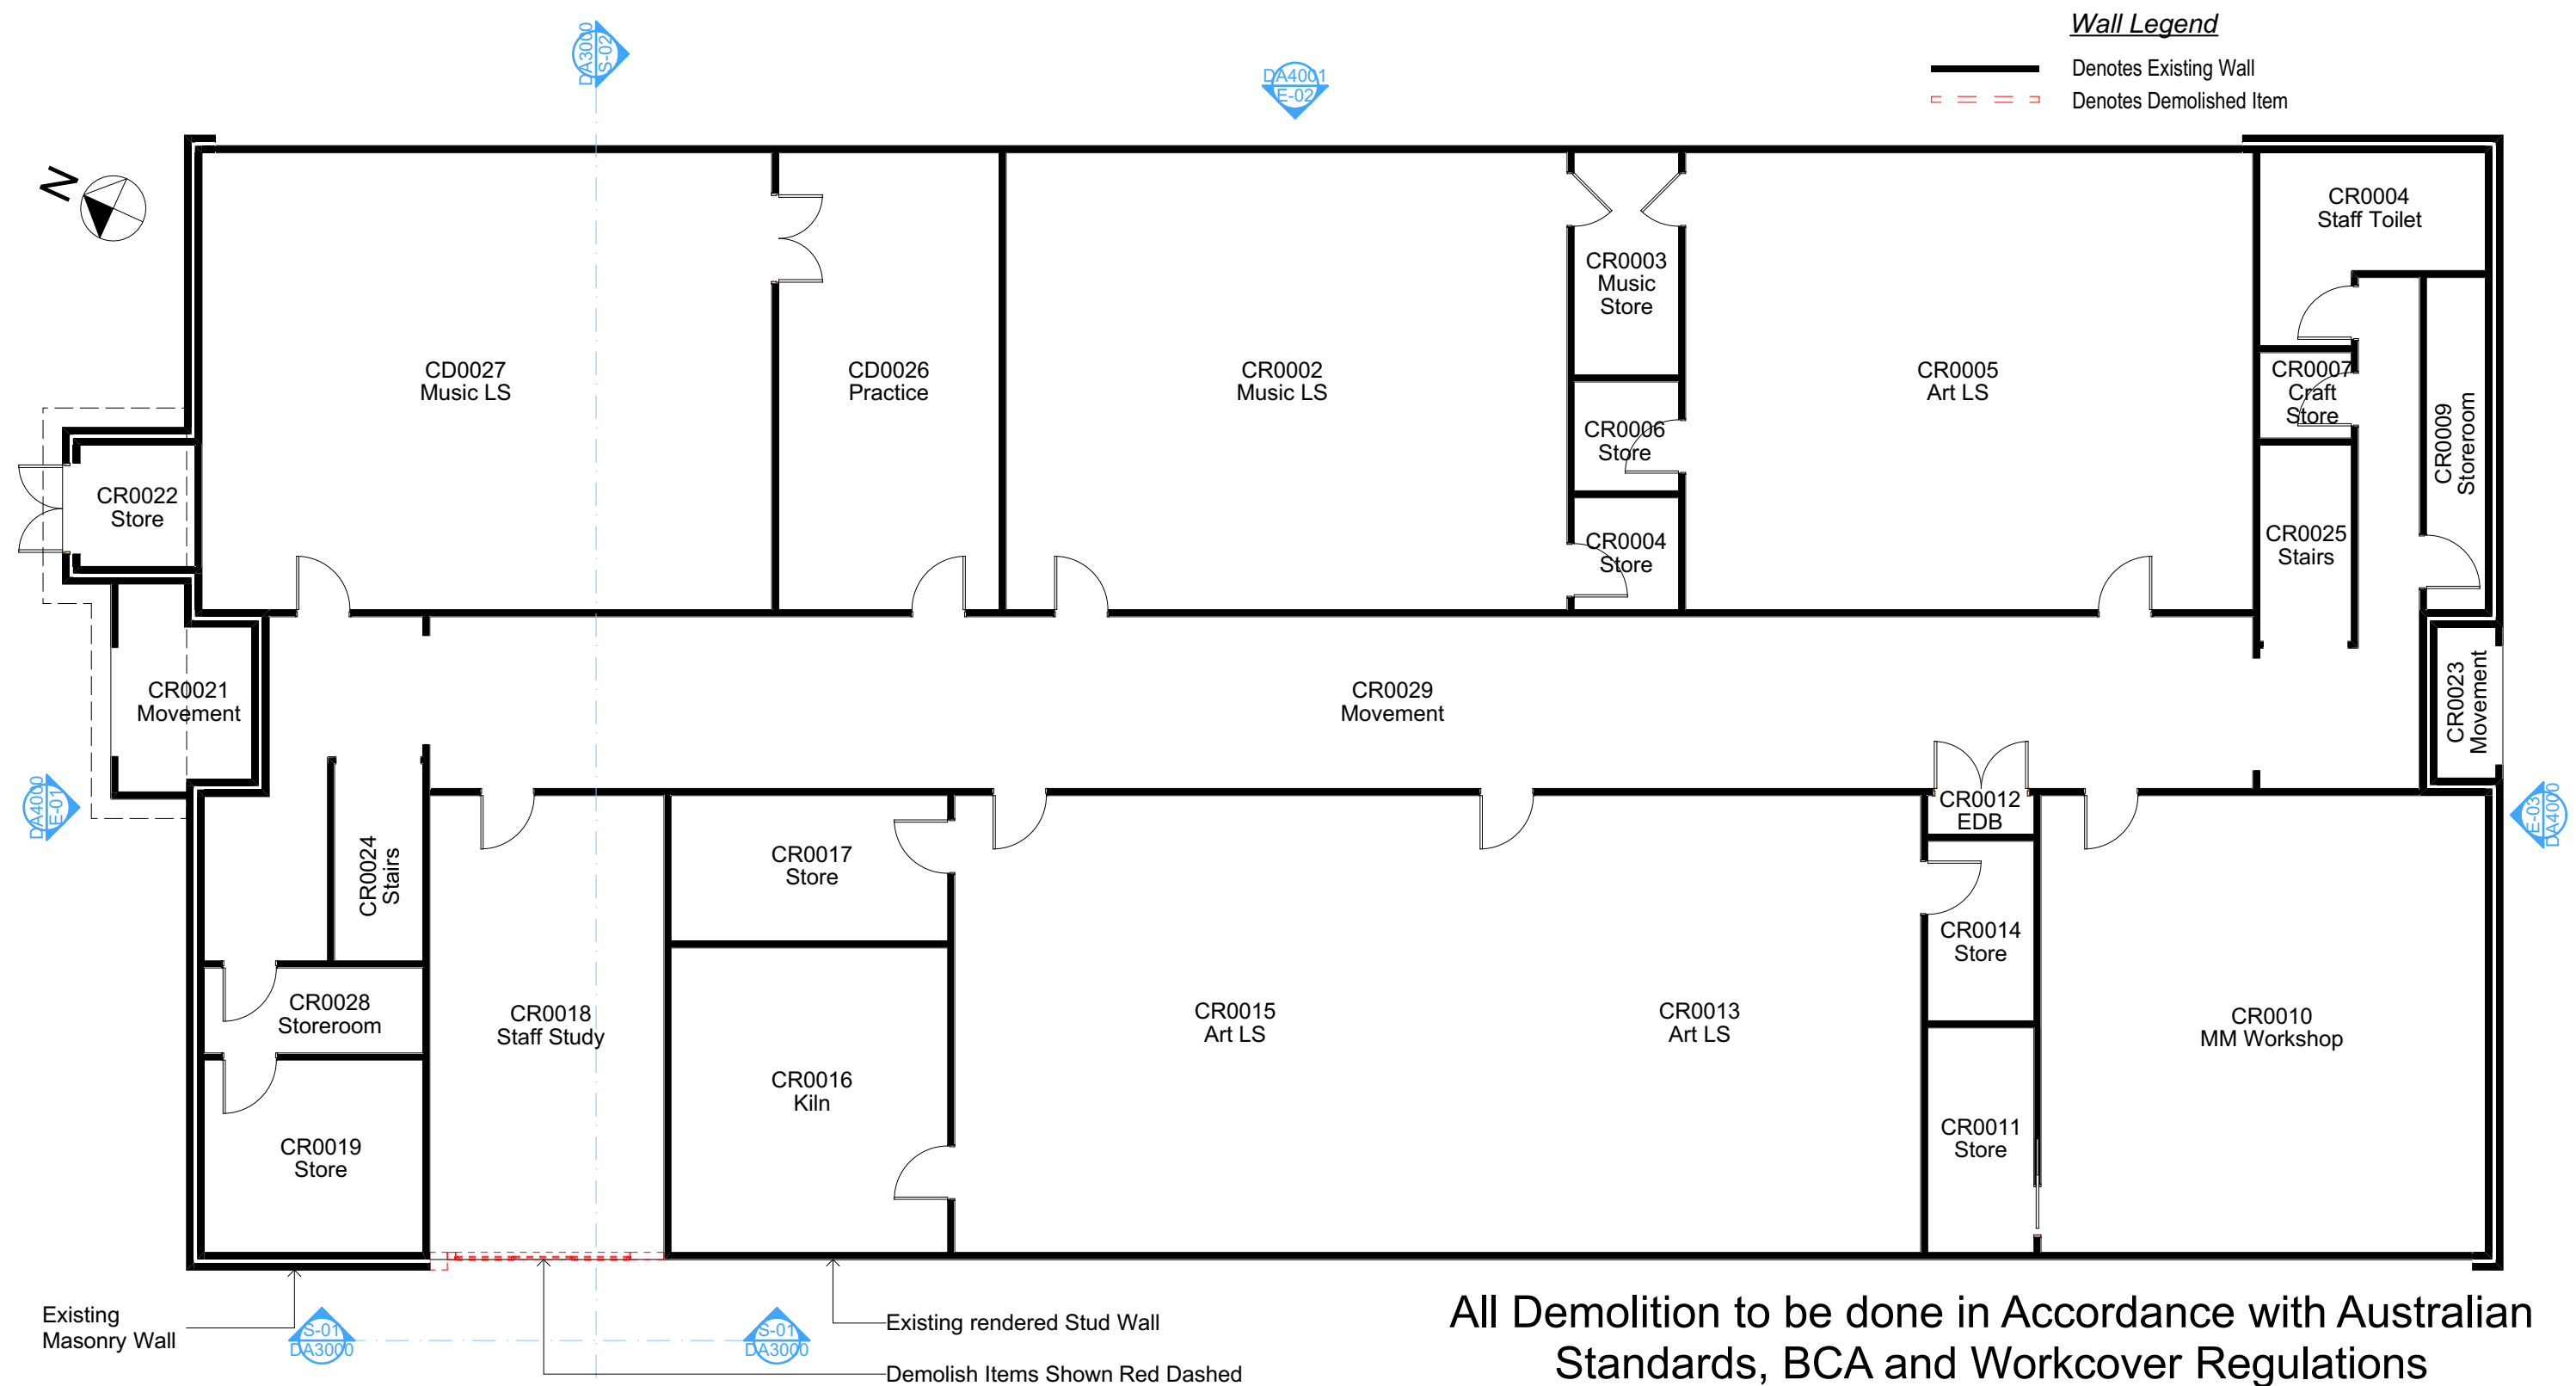 Wall Legend
Denotes Existing Wall
Denotes Demolished Item
DA3000
S-02
DA4001
E-02
N
CD0027
Music LS
CD0026
Practice
CR0002
Music LS
CR0003
Music
Store
CR0005
Art LS
CR0004
Staff Toilet
CR0007
Craft
Store
CR0009
Storeroom
CR0006
Store
CR0004
Store
CR0025
Stairs
CR0022
Store
CR0021
Movement
CR0029
Movement
CR0023
Movement
DA4000
E-01
E-03
DA4000
CR0012
EDB
CR0024
Stairs
CR0017
Store
CR0014
Store
CR0028
Storeroom
CR0018
Staff Study
CR0015
Art LS
CR0013
Art LS
CR0010
MM Workshop
CR0016
Kiln
CR0019
Store
CR0011
Store
Existing
Masonry Wall
S-01
DA3000
S-01
DA3000
Existing rendered Stud Wall
Demolish Items Shown Red Dashed
All Demolition to be done in Accordance with Australian
Standards, BCA and Workcover Regulations